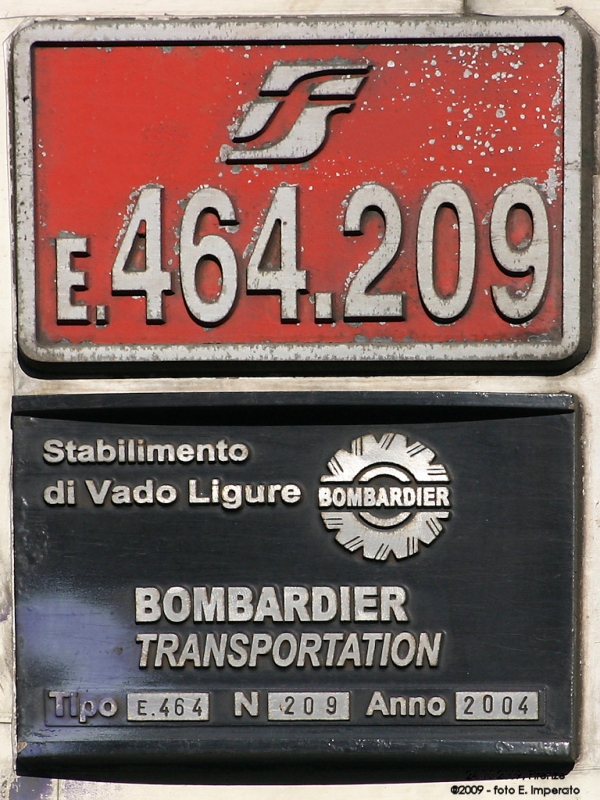 E.464.209
Stabilimento
di Vado Ligure
BOMBARDIER
BOMBARDIER
TRANSPORTATION
Tipo E.464 N 209 Anno 2004
©2009 - foto E. Imperato